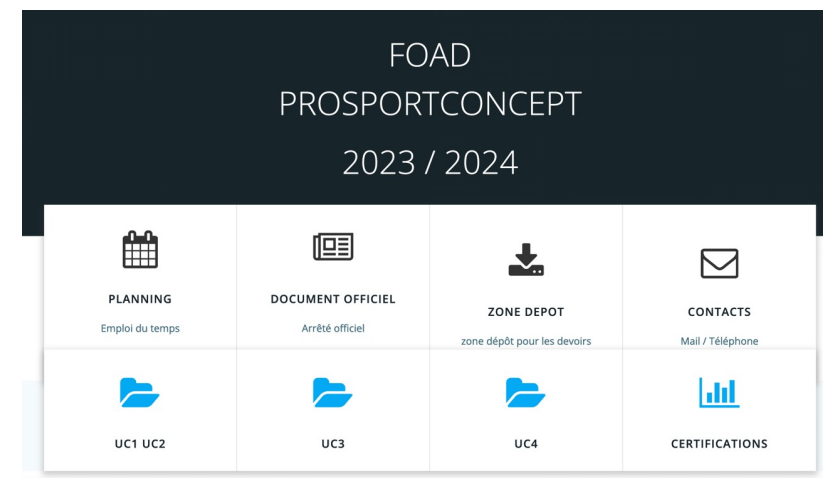 FOAD
PROSPORTCONCEPT
2023 / 2024
PLANNING
Emploi du temps
DOCUMENT OFFICIEL
Arrêté officiel
ZONE DEPOT
zone dépôt pour les devoirs
CONTACTS
Mail / Téléphone
UC1 UC2
UC3
UC4
CERTIFICATIONS